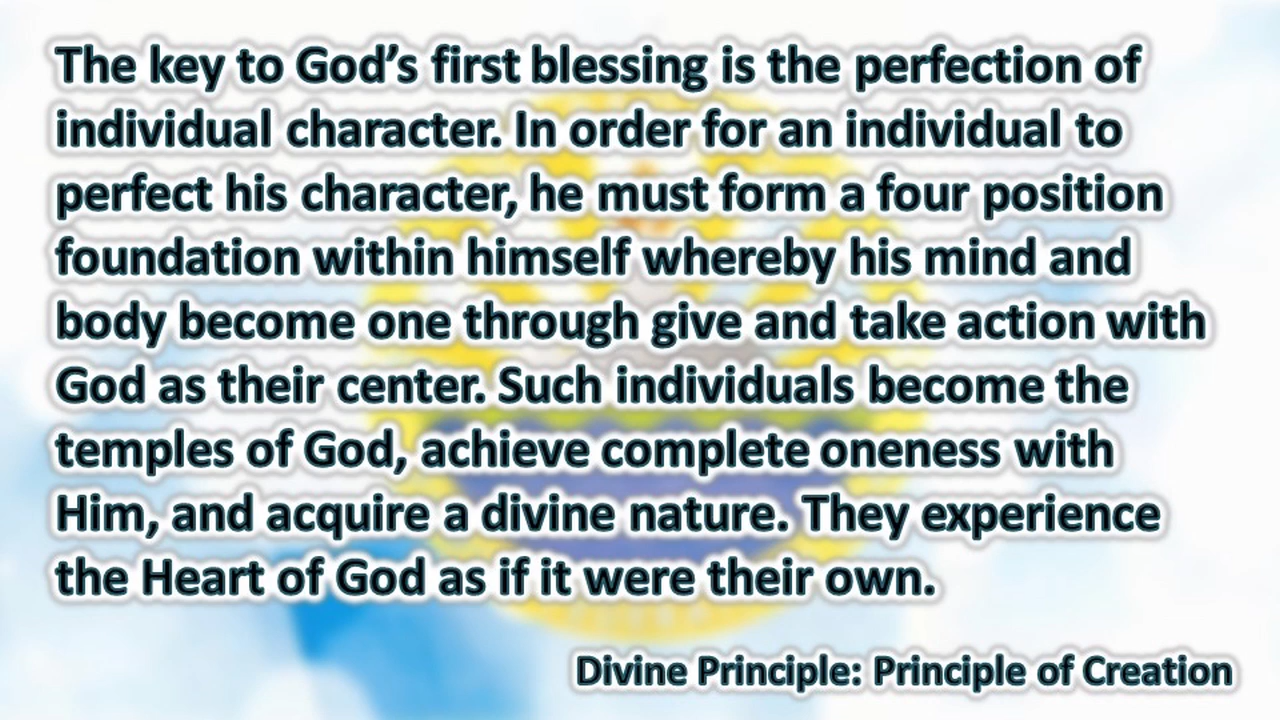 The key to God’s first blessing is the perfection of
individual character. In order for an individual to
perfect his character, he must form a four position
foundation within himself whereby his mind and
body become one through give and take action with
God as their center. Such individuals become the
temples of God, achieve complete oneness with
Him, and acquire a divine nature. They experience
the Heart of God as if it were their own.
Divine Principle: Principle of Creation